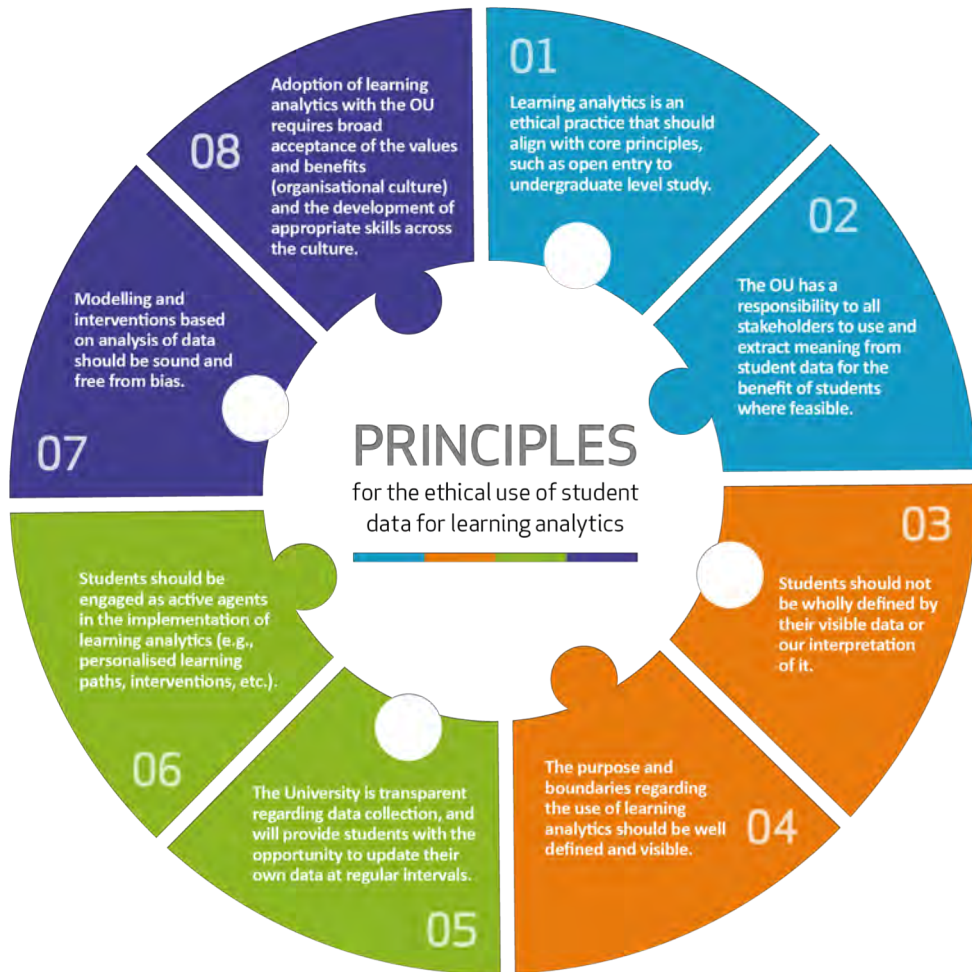 PRINCIPLES
for the ethical use of student
data for learning analytics
01
Learning analytics is an
ethical practice that should
align with core principles,
such as open entry to
undergraduate level study.
02
The OU has a
responsibility to all
stakeholders to use and
extract meaning from
student data for the
benefit of students
where feasible.
03
Students should not
be wholly defined by
their visible data or
our interpretation
of it.
04
The purpose and
boundaries regarding
the use of learning
analytics should be well
defined and visible.
05
The University is transparent
regarding data collection, and
will provide students with the
opportunity to update their
own data at regular intervals.
06
Students should be
engaged as active agents
in the implementation of
learning analytics (e.g.,
personalised learning
paths, interventions, etc.).
07
Modelling and
interventions based
on analysis of data
should be sound and
free from bias.
08
Adoption of learning
analytics with the OU
requires broad
acceptance of the values
and benefits
(organisational culture)
and the development of
appropriate skills across
the culture.